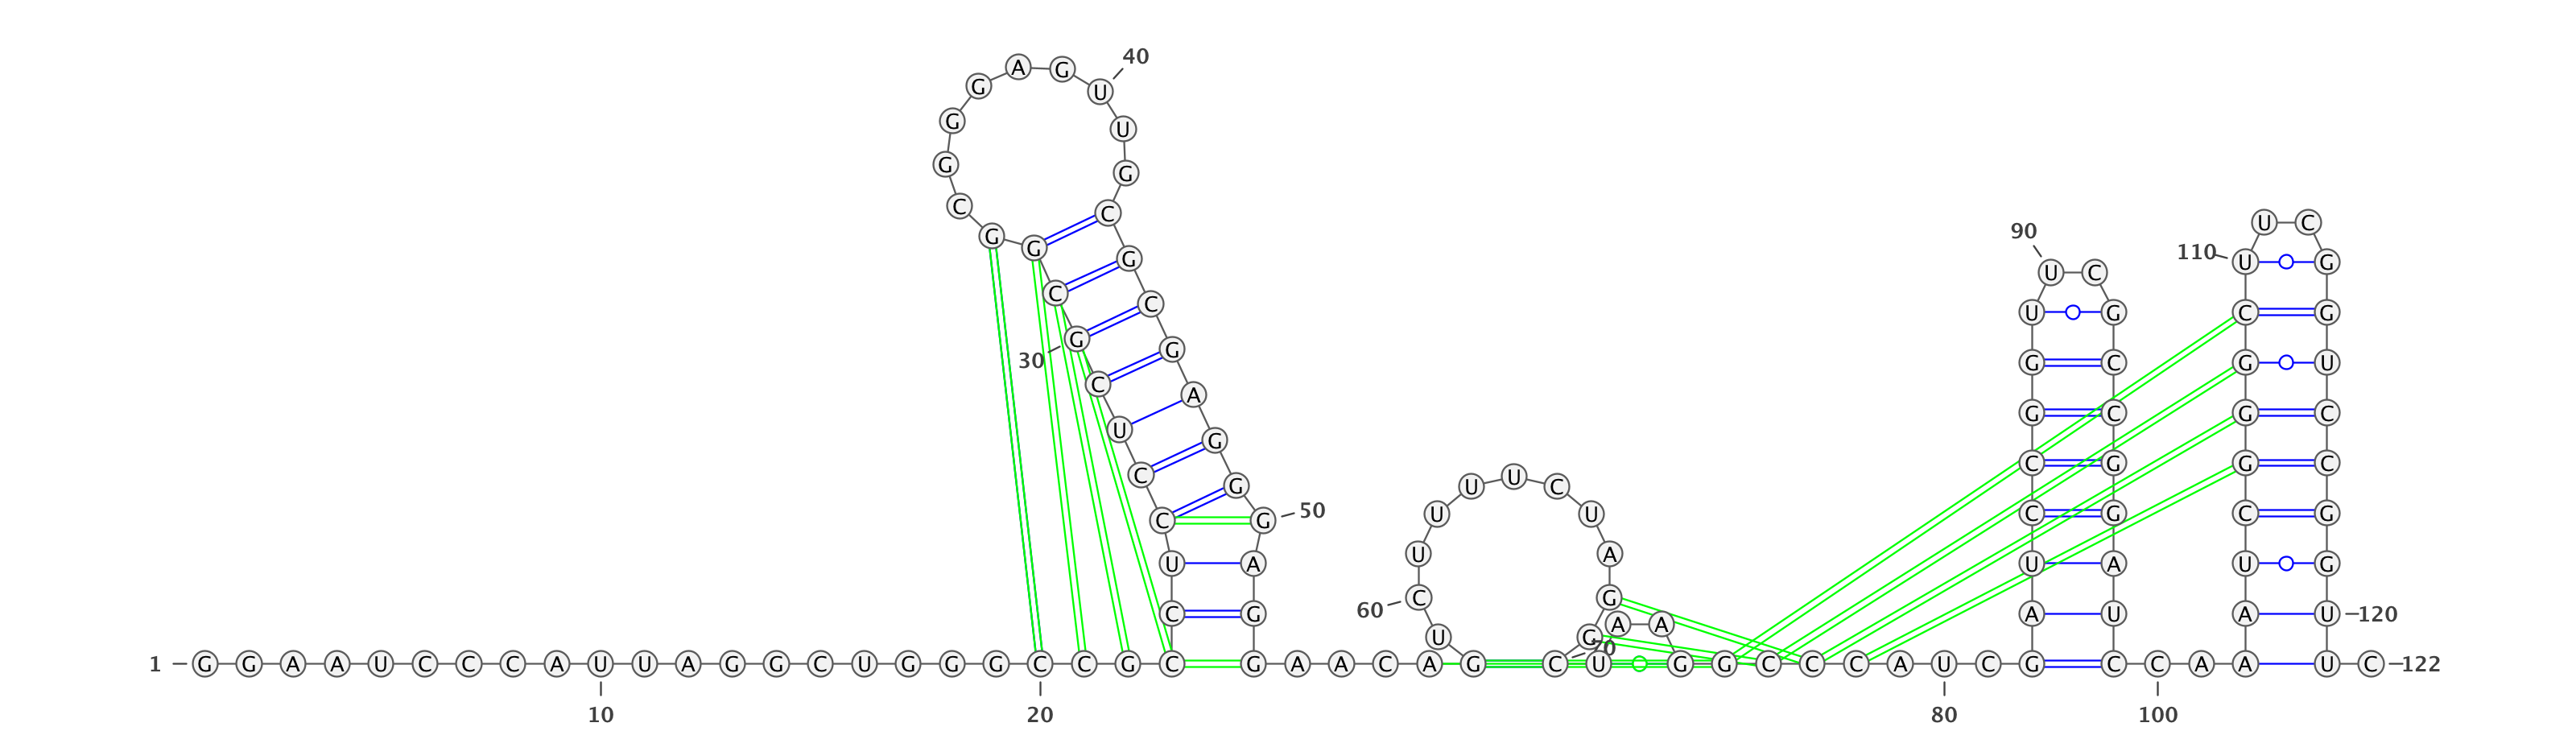 1 G G A A U C C C A U U A G G C U G G G C C G C
10
20
C U C C U C G C G
30
G C G G G A G U U G
40
C G C G A G G G A G
50
G A A C A G
U C U U U U C U A G G
60
C U
70
A A
G G C C C A U C G
80
A U C C G G U
U C
90
G C C G G A U
C C A A
100
A U C G G G C U
110
U C
G G U C C G G U
120
U C 122